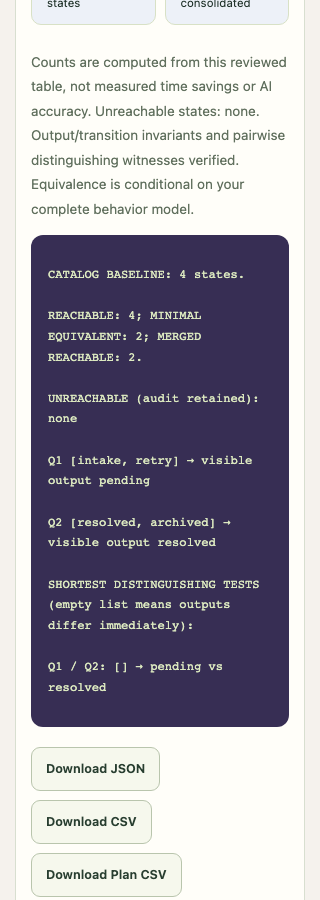 states
consolidated
Counts are computed from this reviewed
table, not measured time savings or AI
accuracy. Unreachable states: none.
Output/transition invariants and pairwise
distinguishing witnesses verified.
Equivalence is conditional on your
complete behavior model.
CATALOG BASELINE: 4 states.
REACHABLE: 4; MINIMAL
EQUIVALENT: 2; MERGED
REACHABLE: 2.
UNREACHABLE (audit retained):
none
Q1 [intake, retry] → visible
output pending
Q2 [resolved, archived] →
visible output resolved
SHORTEST DISTINGUISHING TESTS
(empty list means outputs
differ immediately):
Q1 / Q2: [] → pending vs
resolved
Download JSON
Download CSV
Download Plan CSV